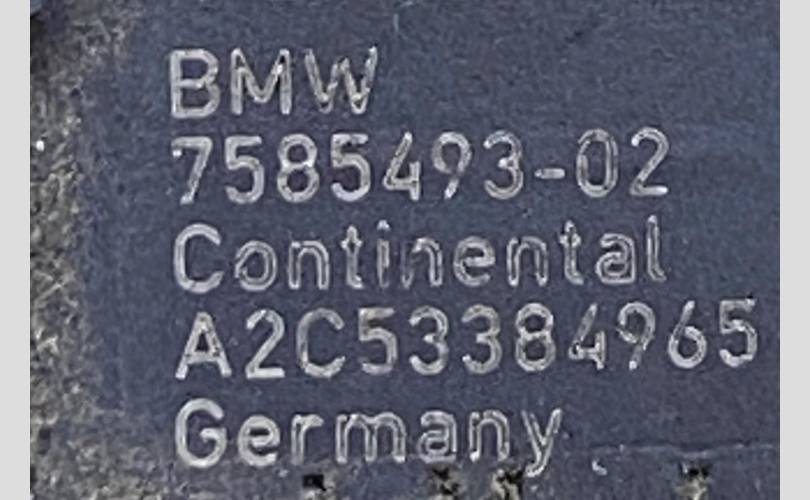 BMW
7585493-02
Continental
A2C53384965
Germany